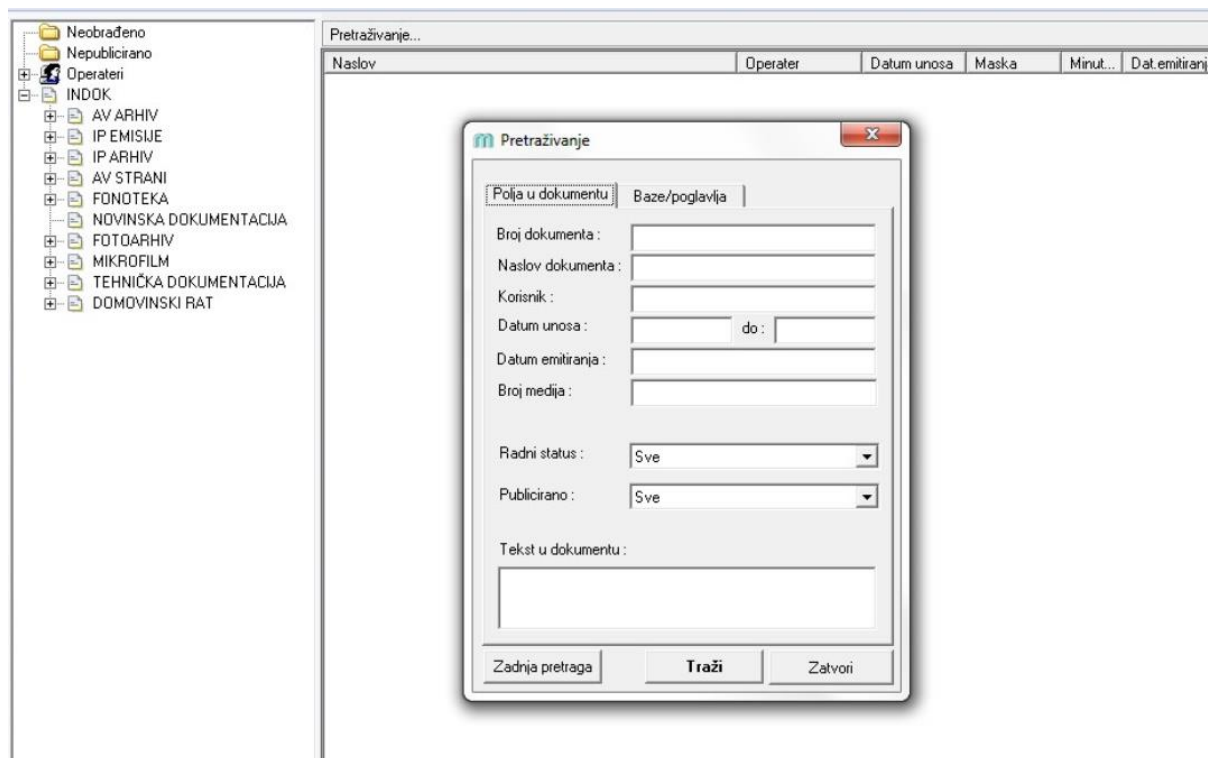 Neobrađeno
Nepublicirano
Operateri
INDOK
AV ARHIV
IP EMISIJE
IP ARHIV
AV STRANI
FONOTEKA
NOVINSKA DOKUMENTACIJA
FOTOARHIV
MIKROFILM
TEHNIČKA DOKUMENTACIJA
DOMOVINSKI RAT
Pretraživanje...
Naslov Operater Datum unosa Maska Minut... Dat.emitiranj
Pretraživanje
Polja u dokumentu Baze/poglavlja
Broj dokumenta :
Naslov dokumenta :
Korisnik :
Datum unosa : do :
Datum emitiranja :
Broj medija :
Radni status : Sve
Publicirano : Sve
Tekst u dokumentu :
Zadnja pretraga Traži Zatvori